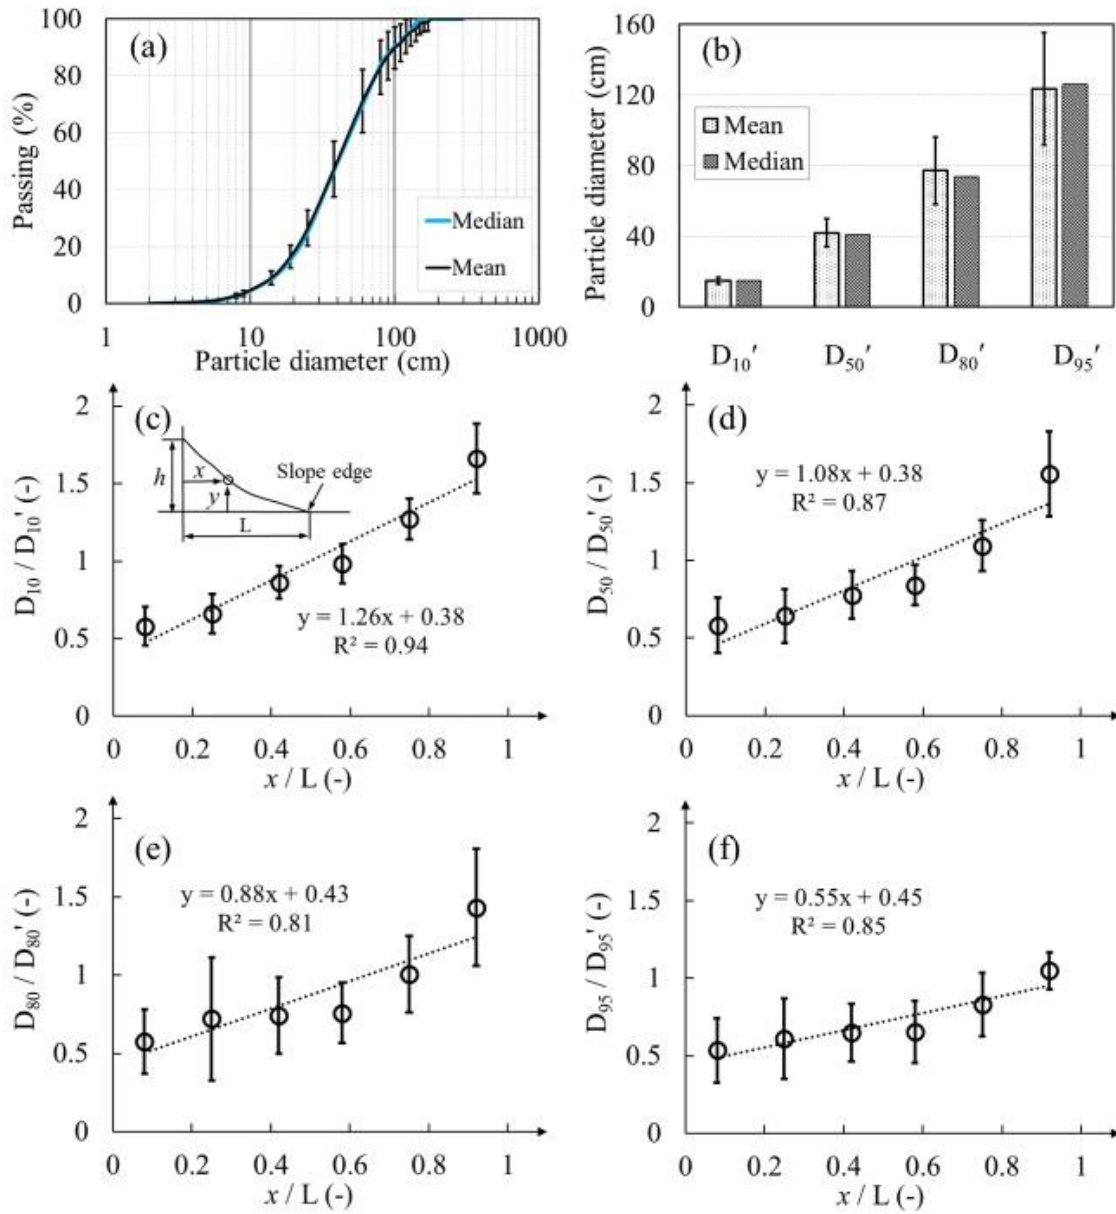 (a)
100
80
60
40
20
0
Passing (%)
Median
Mean
1
10
100
1000
Particle diameter (cm)
(b)
160
120
80
40
0
Particle diameter (cm)
Mean
Median
D₁₀′
D₅₀′
D₈₀′
D₉₅′
(c)
2
1.5
1
0.5
0
D₁₀ / D₁₀' (-)
h
x
y
L
Slope edge
y = 1.26x + 0.38
R² = 0.94
0
0.2
0.4
0.6
0.8
1
x / L (-)
(d)
2
1.5
1
0.5
0
D₅₀ / D₅₀' (-)
y = 1.08x + 0.38
R² = 0.87
0
0.2
0.4
0.6
0.8
1
x / L (-)
(e)
2
1.5
1
0.5
0
D₈₀ / D₈₀' (-)
y = 0.88x + 0.43
R² = 0.81
0
0.2
0.4
0.6
0.8
1
x / L (-)
(f)
2
1.5
1
0.5
0
D₉₅ / D₉₅' (-)
y = 0.55x + 0.45
R² = 0.85
0
0.2
0.4
0.6
0.8
1
x / L (-)